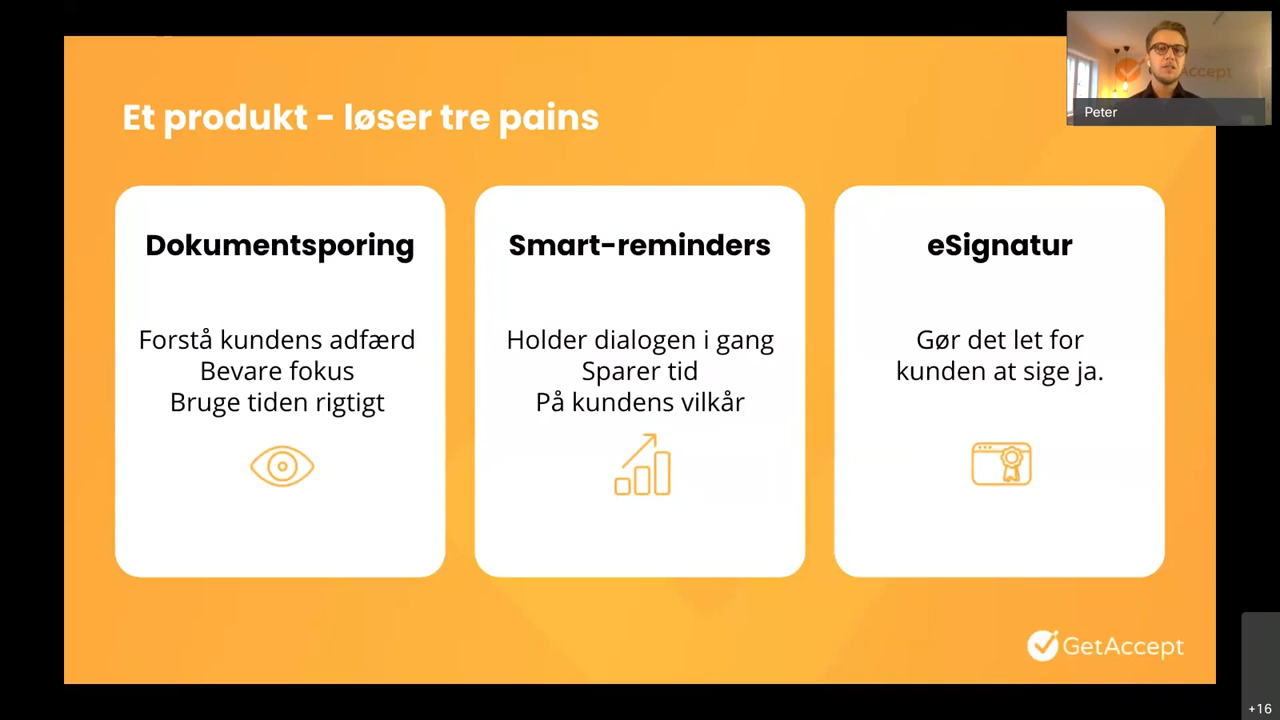 Et produkt - løser tre pains
Peter
Dokumentsporing
Forstå kundens adfærd
Bevare fokus
Bruge tiden rigtigt
Smart-reminders
Holder dialogen i gang
Sparer tid
På kundens vilkår
eSignatur
Gør det let for
kunden at sige ja.
GetAccept
+16